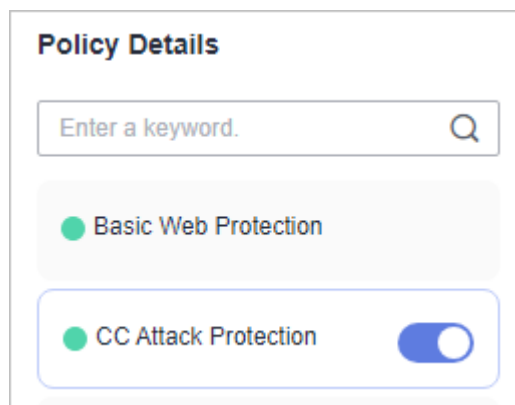 Policy Details
Enter a keyword.
Basic Web Protection
CC Attack Protection